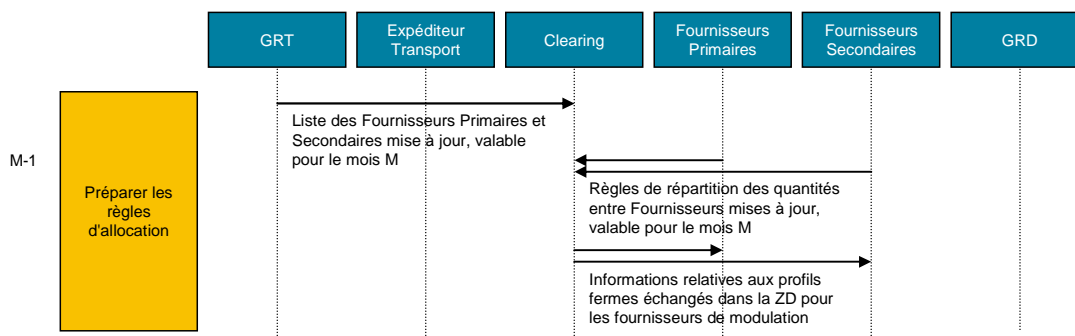 GRT
Expéditeur
Transport
Clearing
Fournisseurs
Primaires
Fournisseurs
Secondaires
GRD
M-1
Préparer les
règles
d'allocation
Liste des Fournisseurs Primaires et
Secondaires mise à jour, valable
pour le mois M
Règles de répartition des quantités
entre Fournisseurs mises à jour,
valable pour le mois M
Informations relatives aux profils
fermes échangés dans la ZD pour
les fournisseurs de modulation